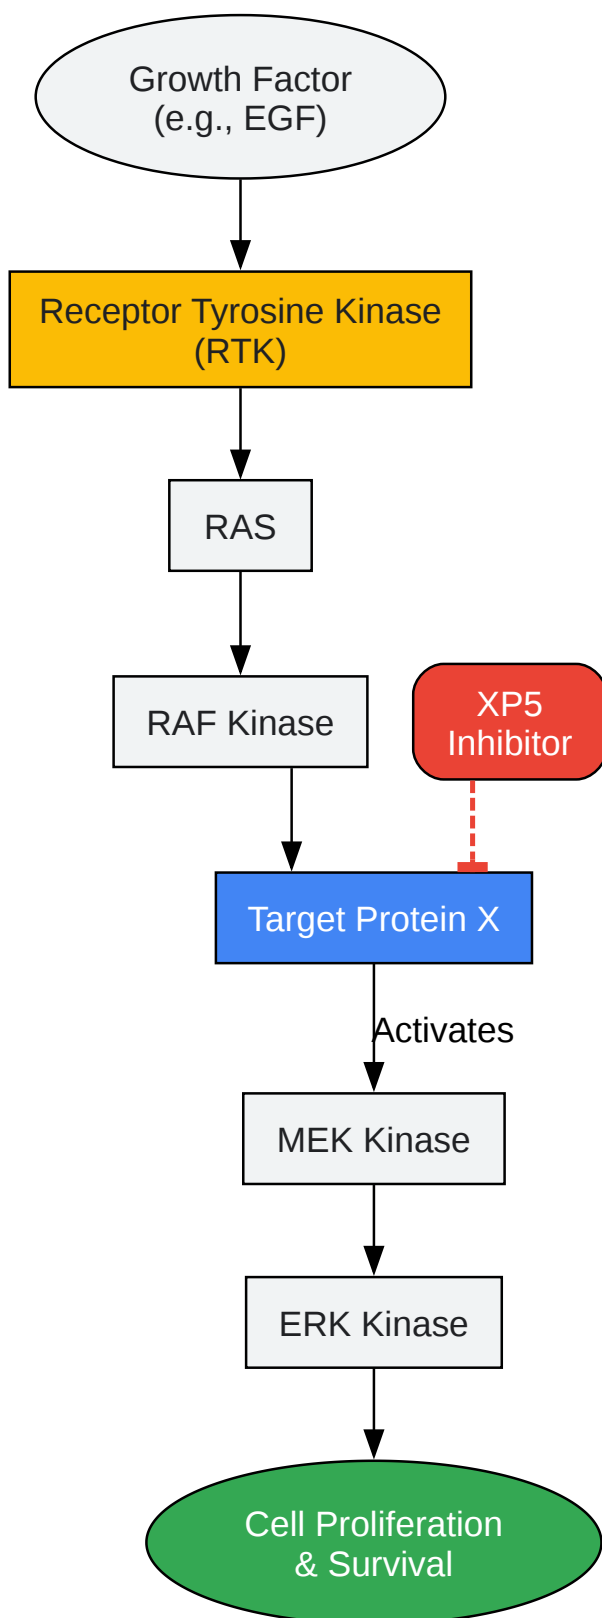 Growth Factor
(e.g., EGF)
Receptor Tyrosine Kinase
(RTK)
RAS
RAF Kinase
XP5
Inhibitor
Target Protein X
Activates
MEK Kinase
ERK Kinase
Cell Proliferation
& Survival